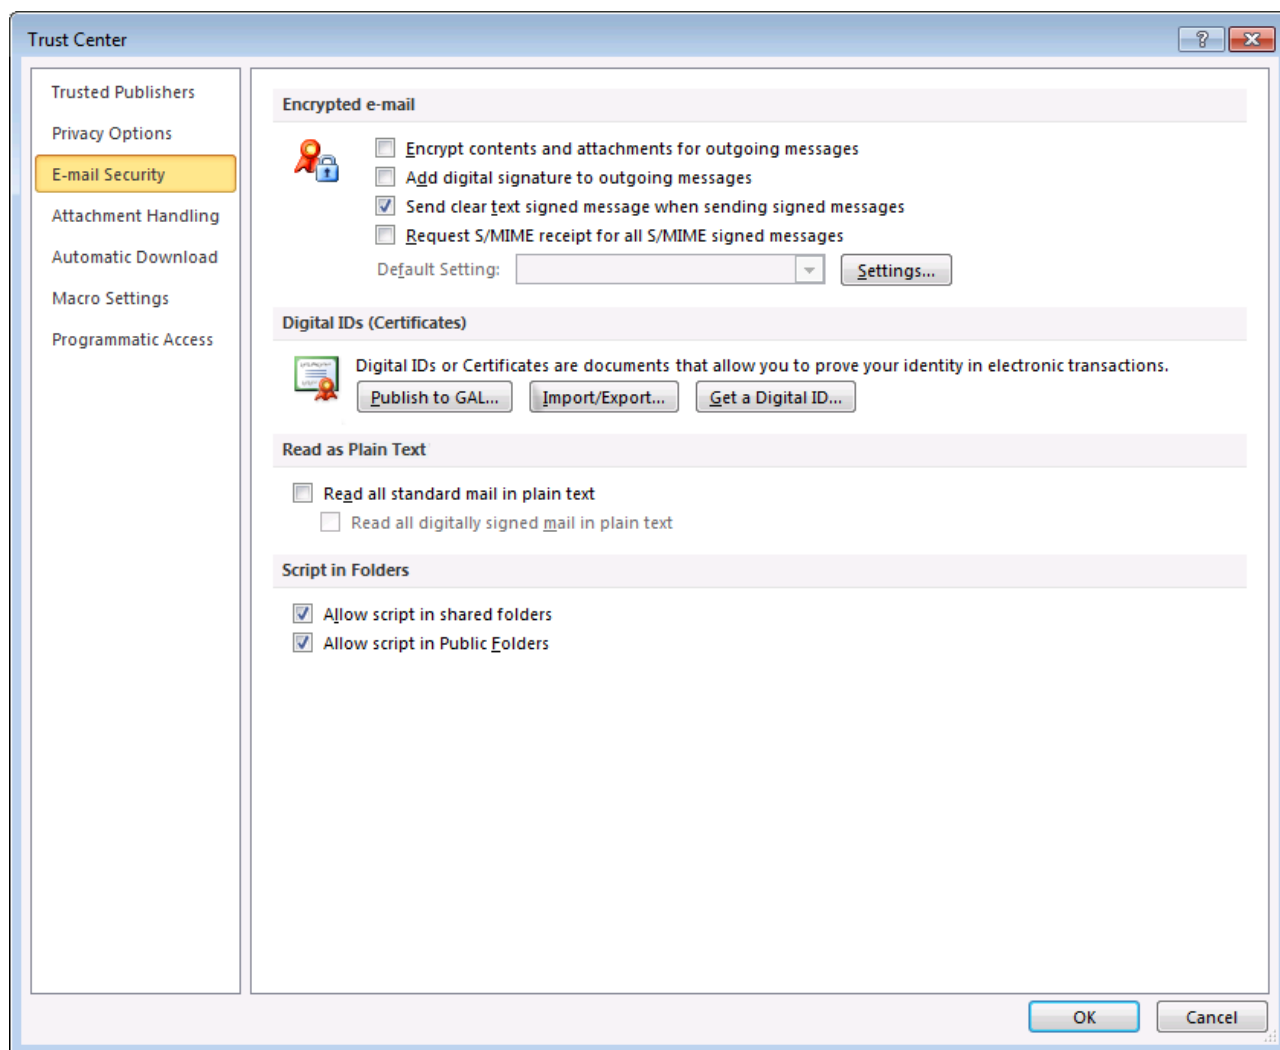 Trust Center
Trusted Publishers
Privacy Options
E-mail Security
Attachment Handling
Automatic Download
Macro Settings
Programmatic Access
Encrypted e-mail
Encrypt contents and attachments for outgoing messages
Add digital signature to outgoing messages
Send clear text signed message when sending signed messages
Request S/MIME receipt for all S/MIME signed messages
Default Setting: Settings...
Digital IDs (Certificates)
Digital IDs or Certificates are documents that allow you to prove your identity in electronic transactions.
Publish to GAL... Import/Export... Get a Digital ID...
Read as Plain Text
Read all standard mail in plain text
Read all digitally signed mail in plain text
Script in Folders
Allow script in shared folders
Allow script in Public Folders
OK Cancel